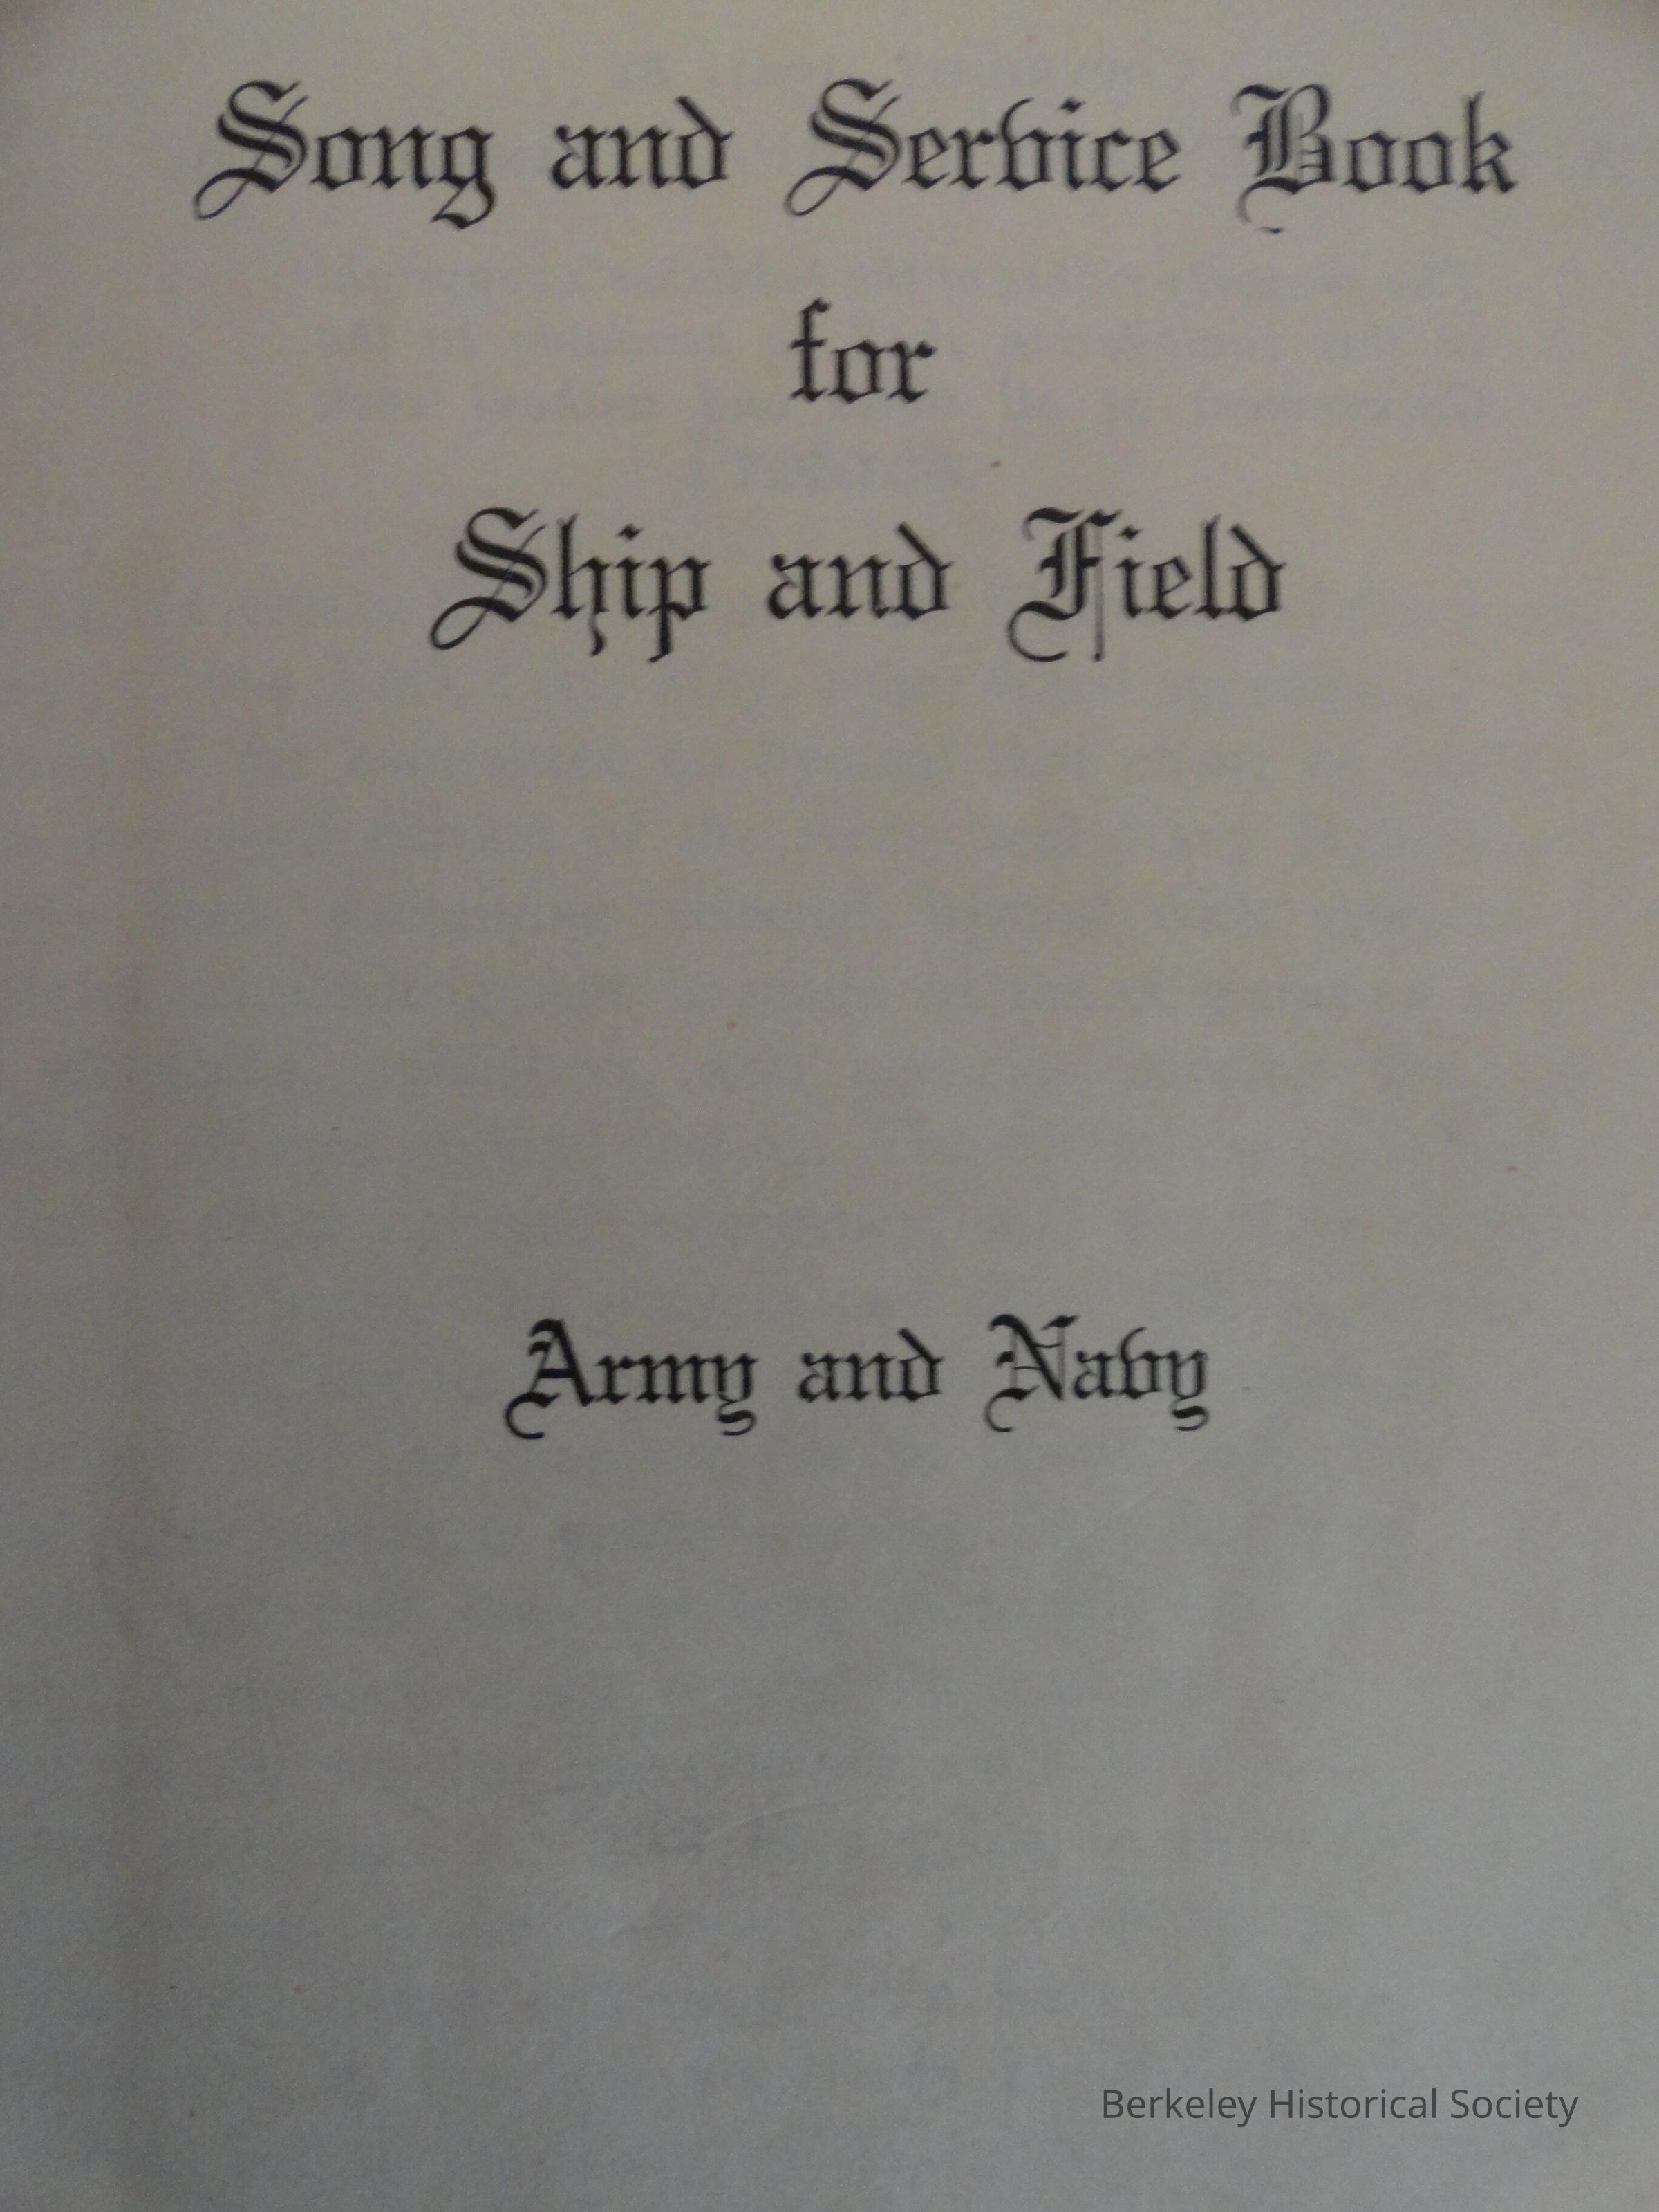 Song and Service Book
for
Ship and Field
Army and Navy
Berkeley Historical Society